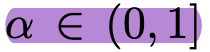 α ∈ (0, 1]